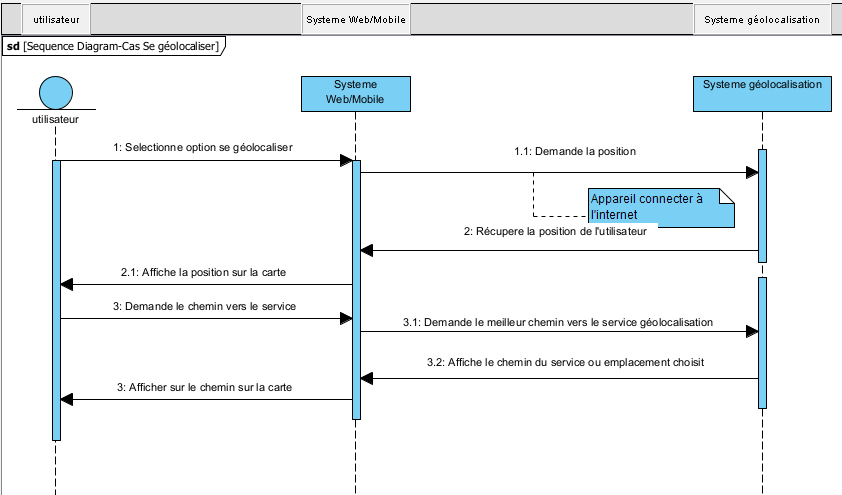 utilisateur
Systeme Web/Mobile
Systeme géolocalisation
sd [Sequence Diagram-Cas Se géolocaliser]
utilisateur
Systeme
Web/Mobile
Systeme géolocalisation
1: Selectionne option se géolocaliser
1.1: Demande la position
Appareil connecter à
l'internet
2: Récupere la position de l'utilisateur
2.1: Affiche la position sur la carte
3: Demande le chemin vers le service
3.1: Demande le meilleur chemin vers le service géolocalisation
3.2: Affiche le chemin du service ou emplacement choisit
3: Afficher sur le chemin sur la carte